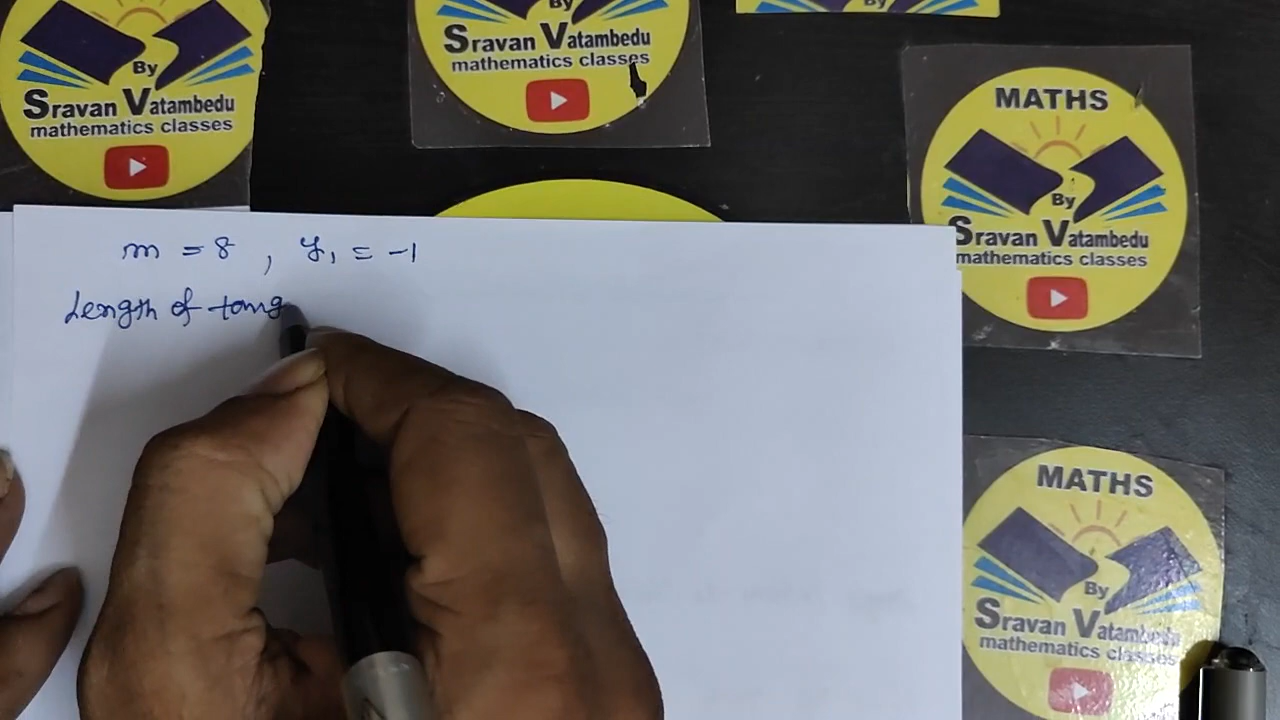 By
Sravan Vatambedu
mathematics classes
By
Sravan Vatambedu
mathematics classes
By
MATHS
By
Sravan Vatambedu
mathematics classes
m = 8 , y₁ = -1
Length of tang
MATHS
By
Sravan Vatambedu
mathematics classes